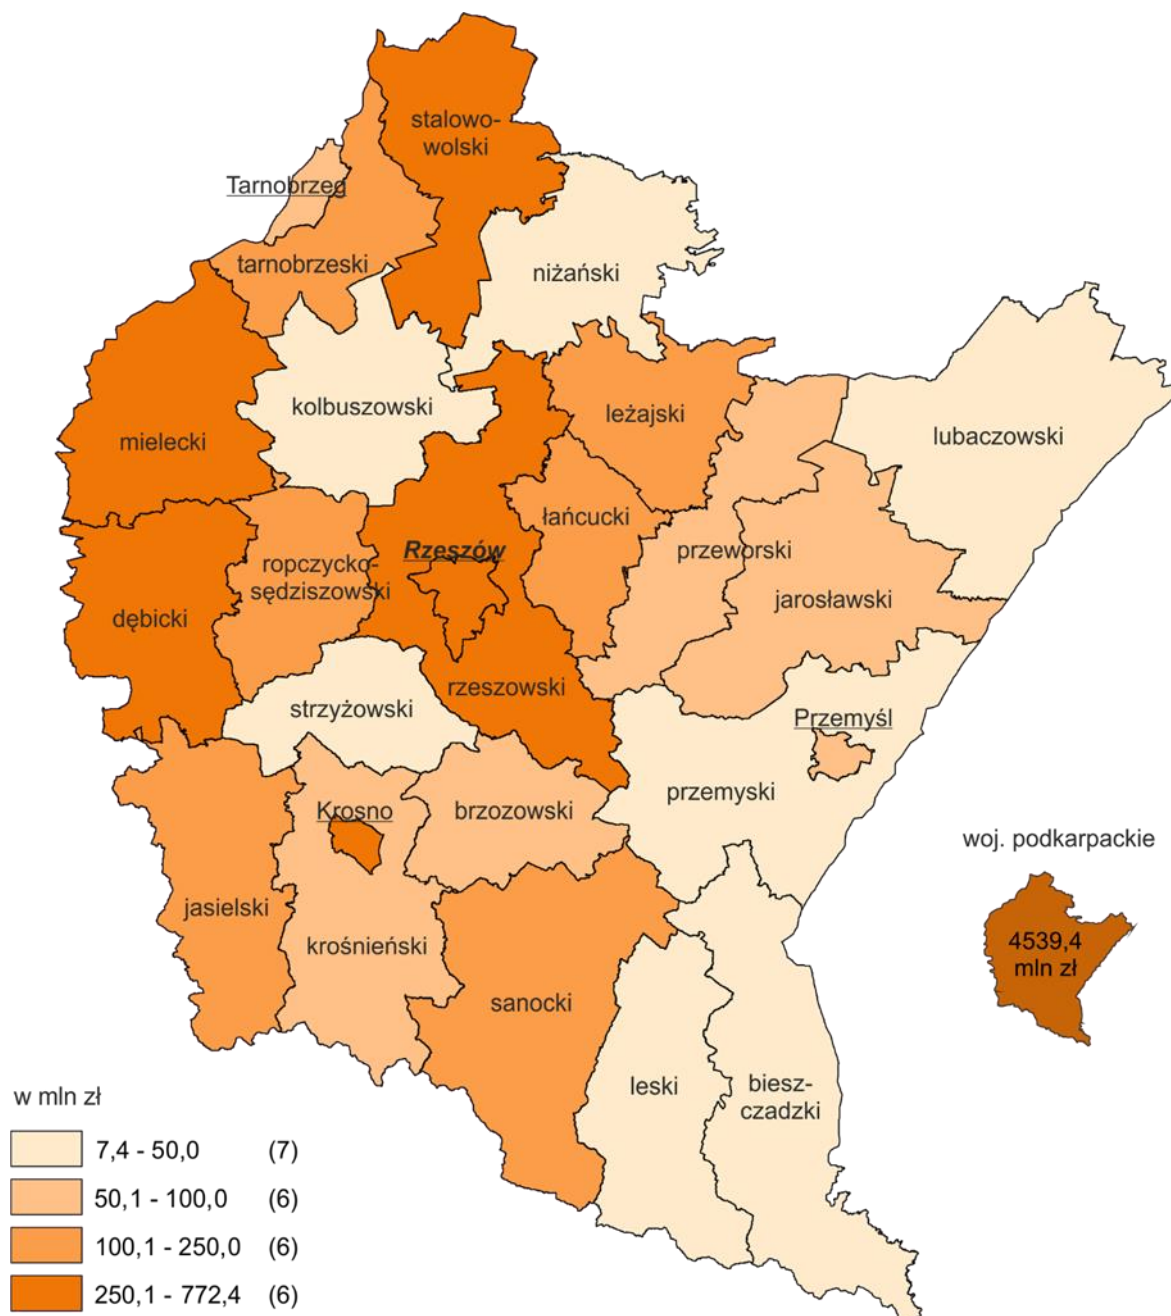 stalowo-
wolski
Tarnobrzeg
tarnobrzeski
niżański
kolbuszowski
leżajski
lubaczowski
mielecki
łańcucki
Rzeszów
przeworski
ropczycko-
sędziszowski
jarosławski
dębicki
rzeszowski
strzyżowski
Przemyśl
przemyski
Krosno
brzozowski
woj. podkarpackie
4539,4
mln zł
jasielski
krośnieński
sanocki
leski
biesz-
czadzki
w mln zł
7,4 - 50,0 (7)
50,1 - 100,0 (6)
100,1 - 250,0 (6)
250,1 - 772,4 (6)